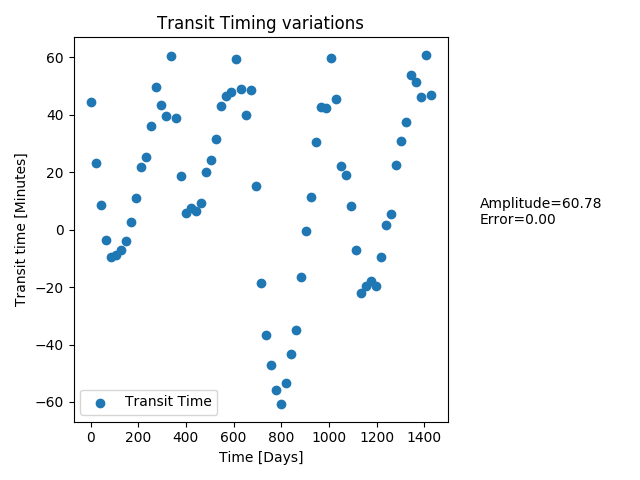 Transit Timing variations
60
40
20
0
−20
−40
−60
Transit time [Minutes]
Transit Time
0
200
400
600
800
1000
1200
1400
Time [Days]
Amplitude=60.78
Error=0.00